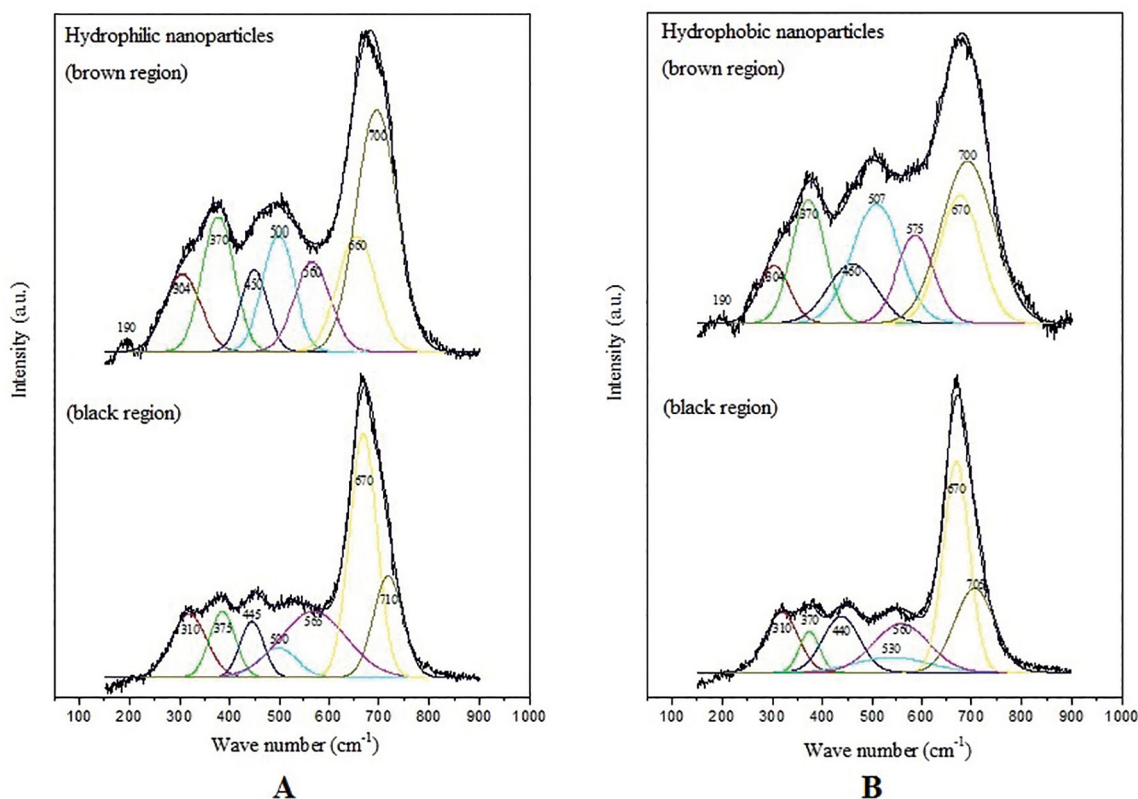 Hydrophilic nanoparticles
(brown region)
190
304
370
450
500
560
660
700
(black region)
310
375
445
500
565
670
710
Intensity (a.u.)
100 200 300 400 500 600 700 800 900 1000
Wave number (cm⁻¹)
A
Hydrophobic nanoparticles
(brown region)
190
304
370
460
507
575
670
700
(black region)
310
370
440
530
560
670
705
Intensity (a.u.)
100 200 300 400 500 600 700 800 900 1000
Wave number (cm⁻¹)
B